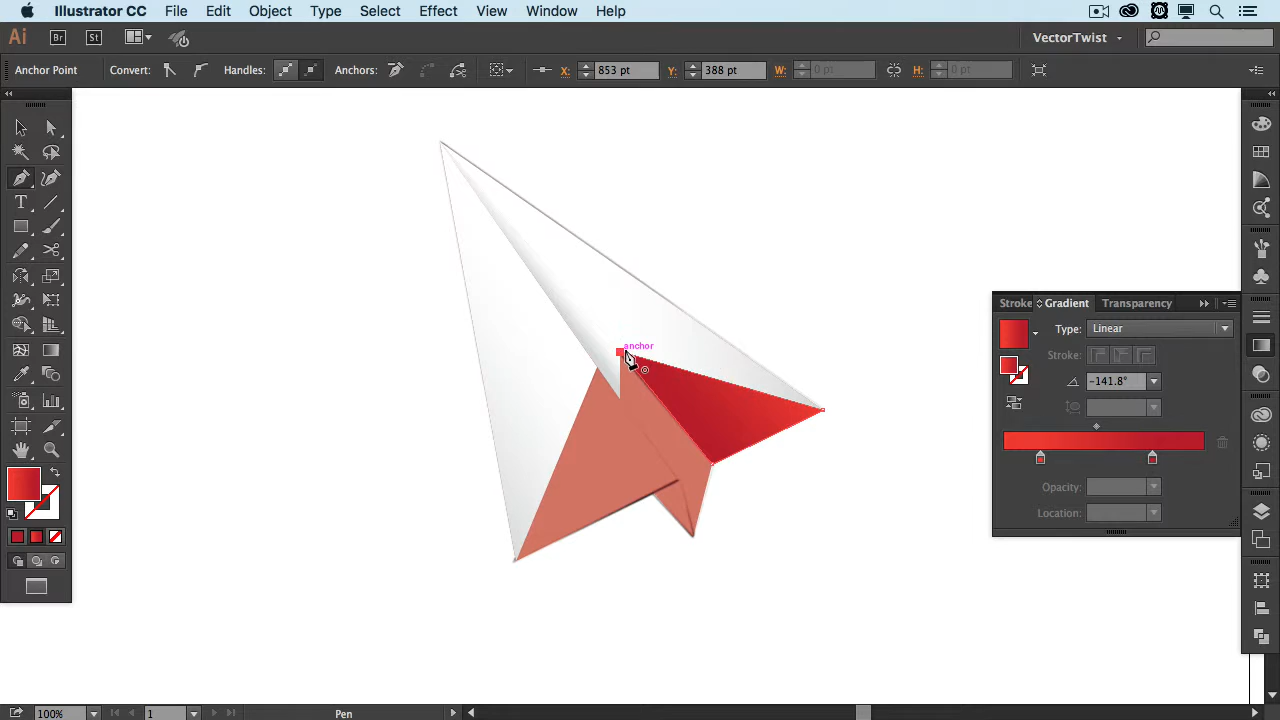 Illustrator CC File Edit Object Type Select Effect View Window Help
Ai Br St VectorTwist
Anchor Point Convert: Handles: Anchors: X: 853 pt Y: 388 pt W: 0 pt H: 0 pt
anchor
Stroke Gradient Transparency
Type: Linear
Stroke:
-141.8°
Opacity:
Location:
100% 1 Pen